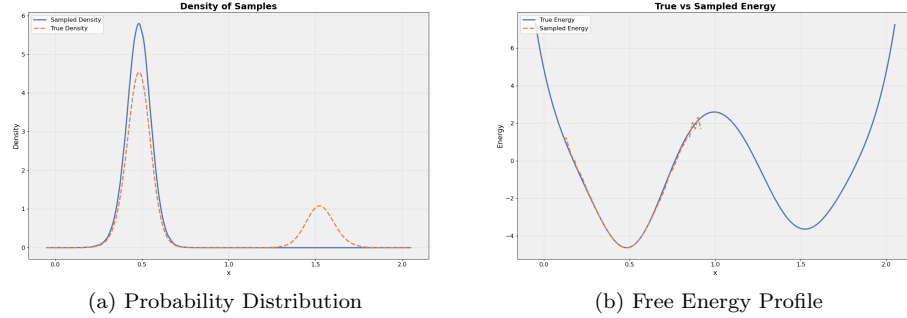 Density of Samples
Sampled Density
True Density
Density
6
5
4
3
2
1
0
0.0 0.5 1.0 1.5 2.0
x
(a) Probability Distribution
True vs Sampled Energy
True Energy
Sampled Energy
Energy
6
4
2
0
−2
−4
0.0 0.5 1.0 1.5 2.0
x
(b) Free Energy Profile